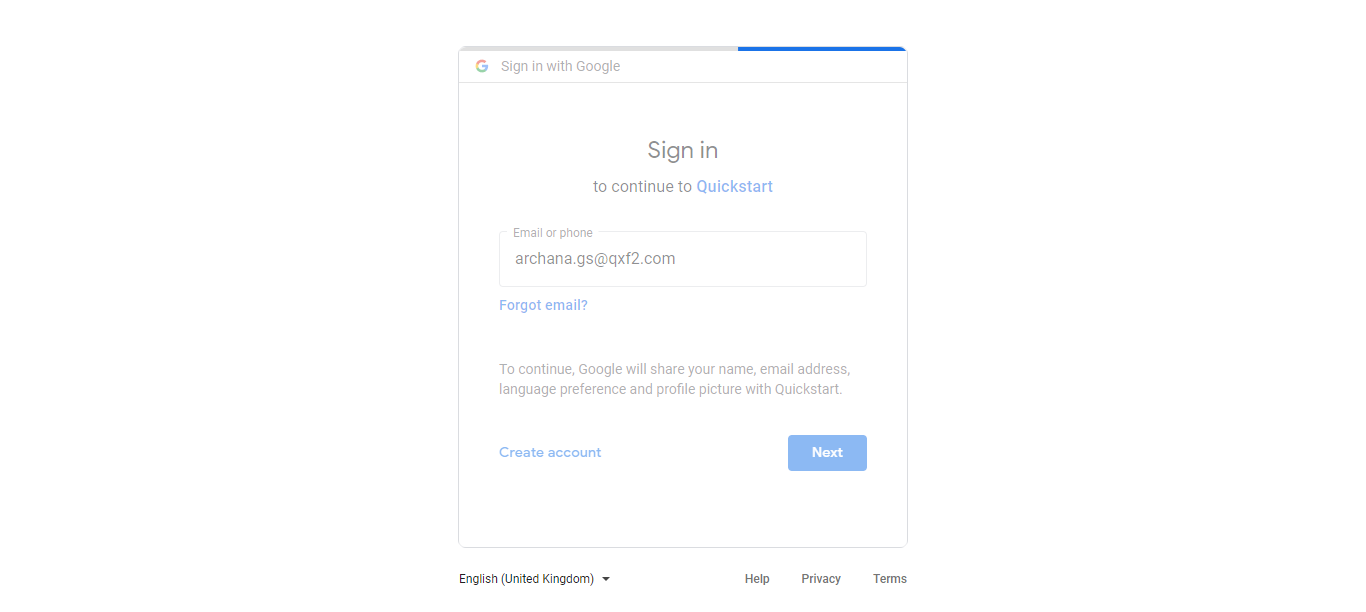 Sign in with Google
Sign in
to continue to Quickstart
Email or phone
archana.gs@qxf2.com
Forgot email?
To continue, Google will share your name, email address,
language preference and profile picture with Quickstart.
Create account
Next
English (United Kingdom)
Help Privacy Terms